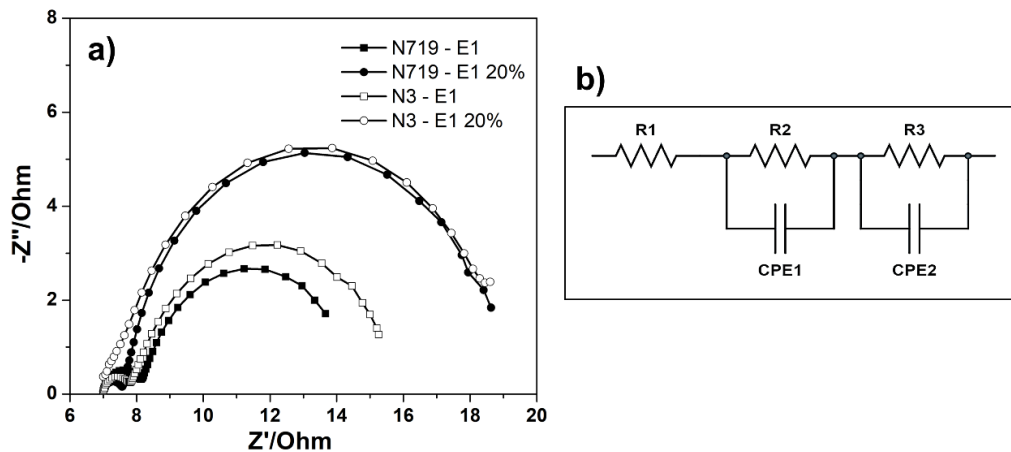 a)
N719 - E1
N719 - E1 20%
N3 - E1
N3 - E1 20%
8
6
4
2
0
-Z"/Ohm
6 8 10 12 14 16 18 20
Z'/Ohm
b)
R1 R2 R3
CPE1 CPE2